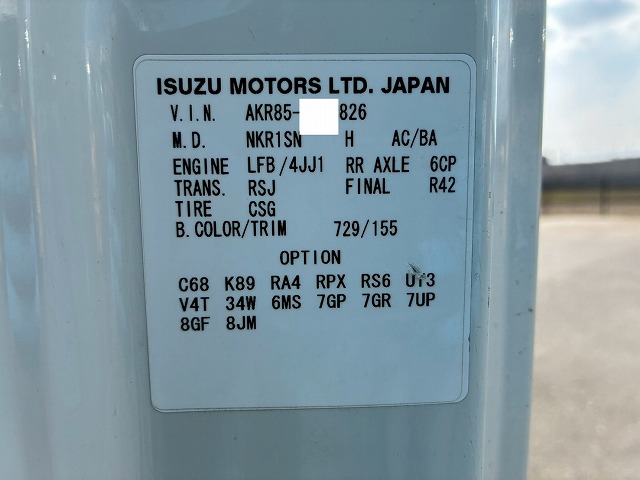 ISUZU MOTORS LTD. JAPAN
V.I.N. AKR85- 826
M.D. NKR1SN H AC/BA
ENGINE LFB/4JJ1 RR AXLE 6CP
TRANS. RSJ FINAL R42
TIRE CSG
B.COLOR/TRIM 729/155
OPTION
C68 K89 RA4 RPX RS6 UT3
V4T 34W 6MS 7GP 7GR 7UP
8GF 8JM